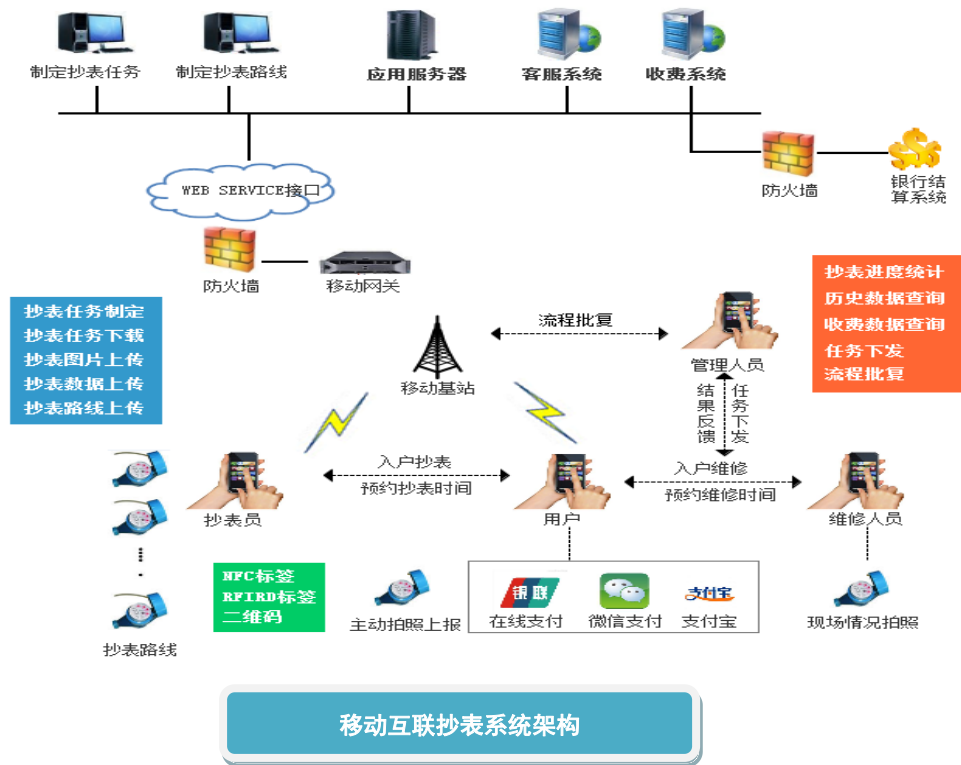 制定抄表任务
制定抄表路线
应用服务器
客服系统
收费系统
防火墙
银行结
算系统
WEB SERVICE接口
防火墙
移动网关
抄表任务制定
抄表任务下载
抄表图片上传
抄表数据上传
抄表路线上传
移动基站
流程批复
管理人员
抄表进度统计
历史数据查询
收费数据查询
任务下发
流程批复
结果反馈
任务下发
抄表员
入户抄表
预约抄表时间
用户
入户维修
预约维修时间
维修人员
抄表路线
NFC标签
RFIRD标签
二维码
主动拍照上报
银联
在线支付
微信支付
支付宝
支付宝
现场情况拍照
移动互联抄表系统架构